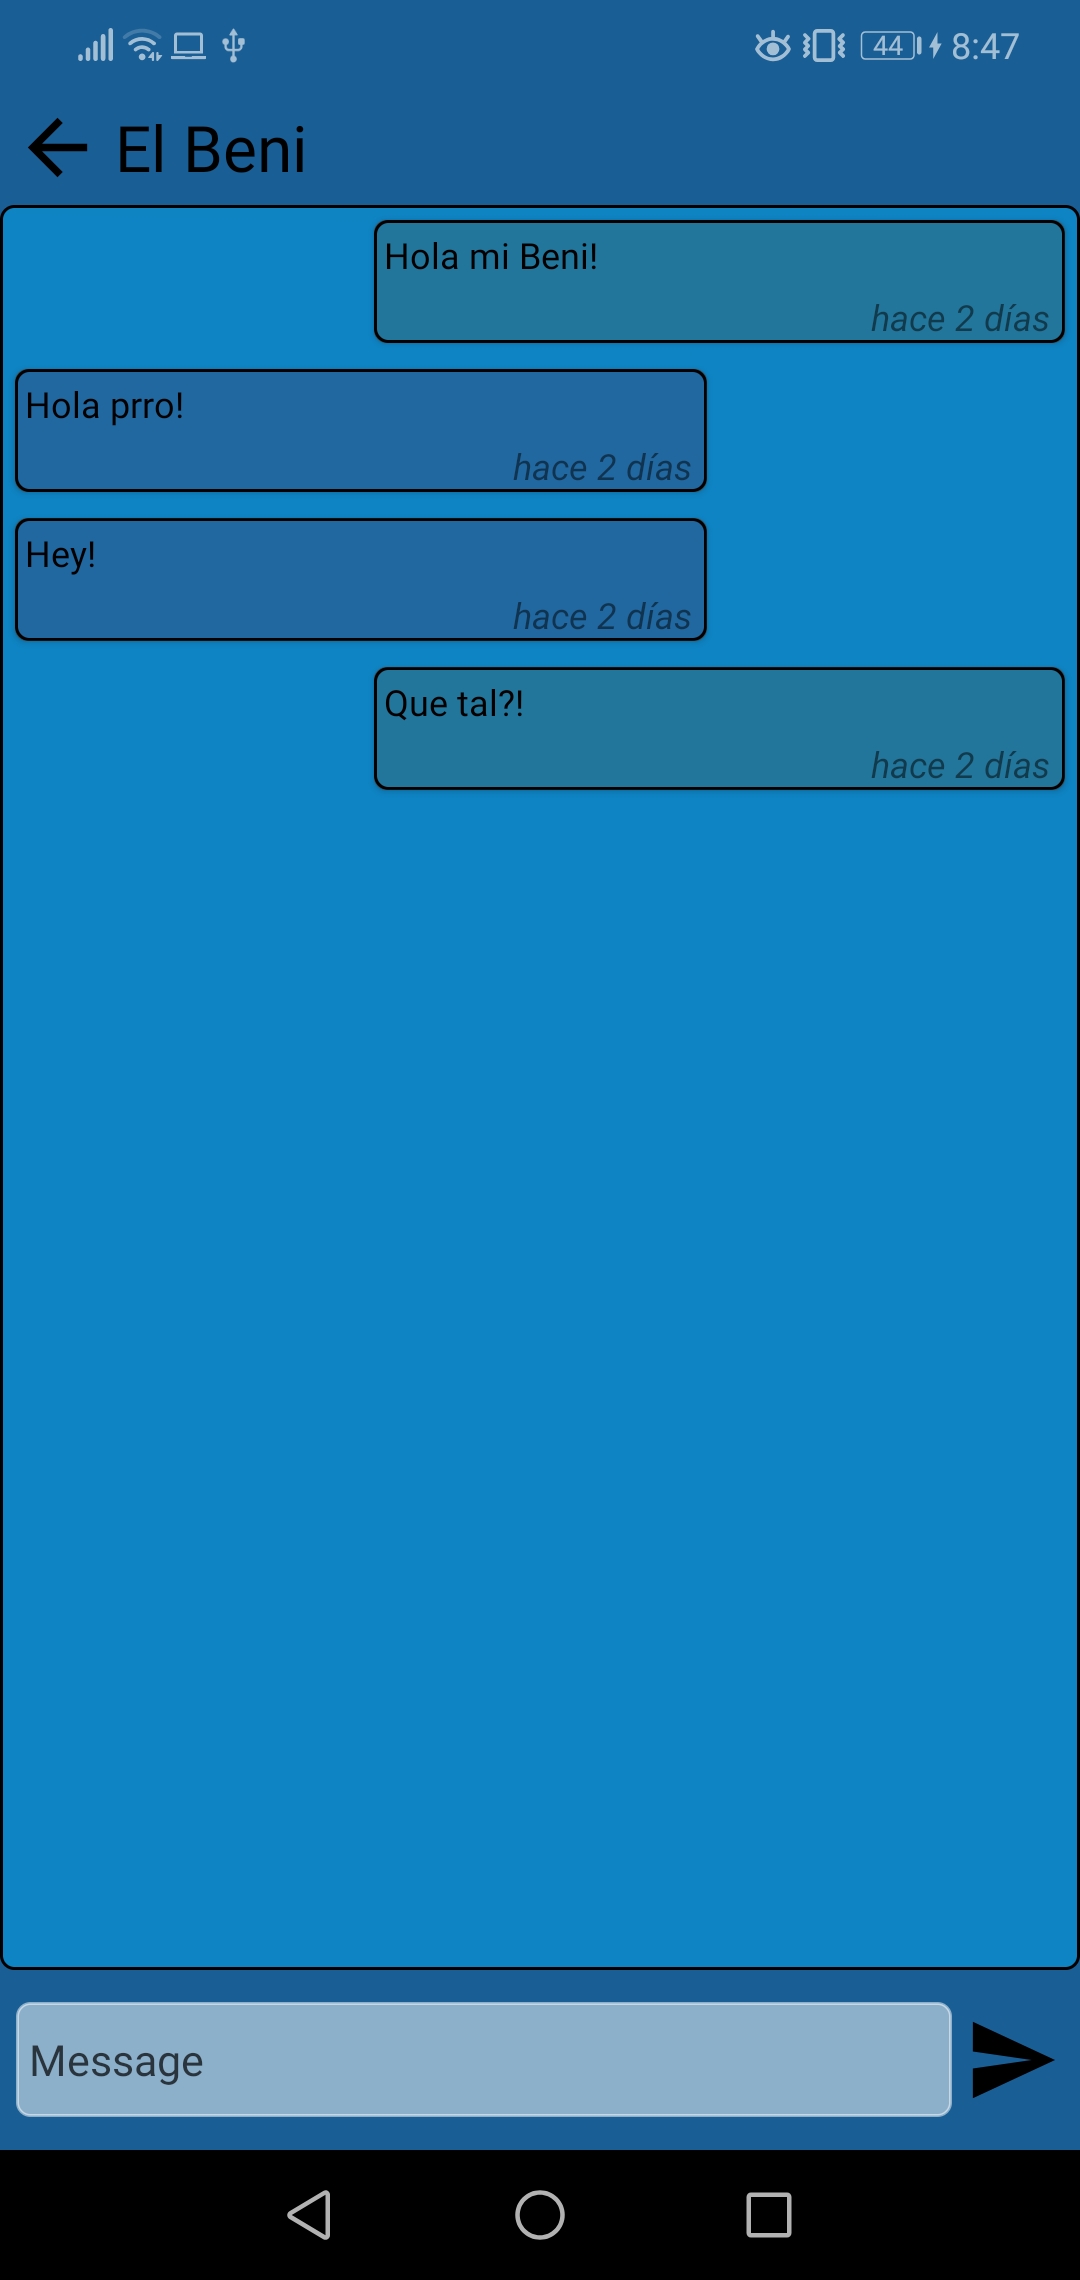 44 8:47
El Beni
Hola mi Beni!
hace 2 días
Hola prro!
hace 2 días
Hey!
hace 2 días
Que tal?!
hace 2 días
Message